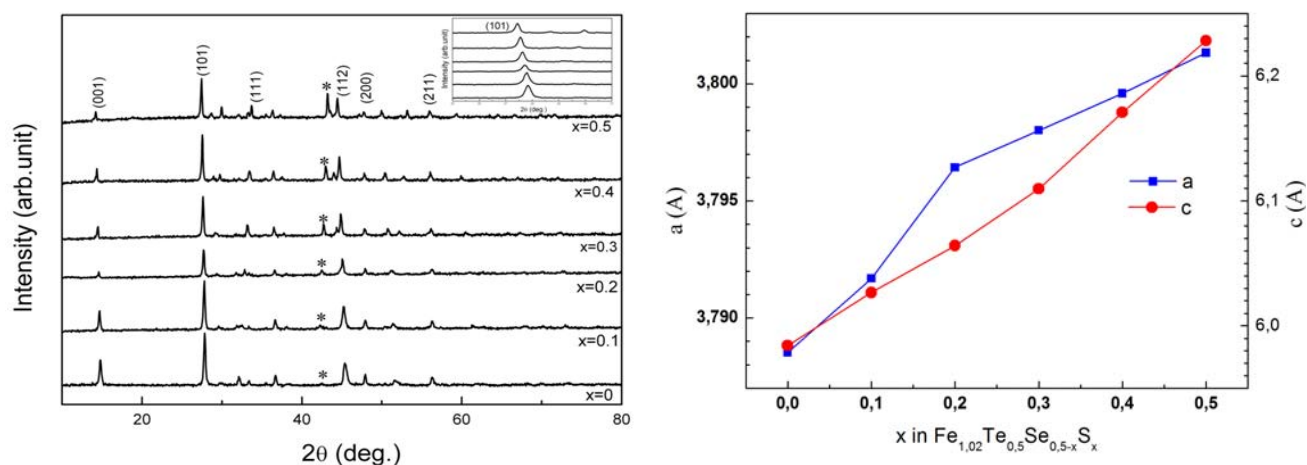 Intensity (arb.unit)
(001)
(101)
(111)
*
(112)
(200)
(211)
x=0.5
*
x=0.4
*
x=0.3
*
x=0.2
*
x=0.1
*
x=0
20
40
60
80
2θ (deg.)
(101)
Intensity (arb.unit)
2θ (deg.)
a (A)
3,800
3,795
3,790
a
c
6,2
6,1
6,0
c (A)
0,0
0,1
0,2
0,3
0,4
0,5
x in Fe1,02Te0,5Se0,5-xSx